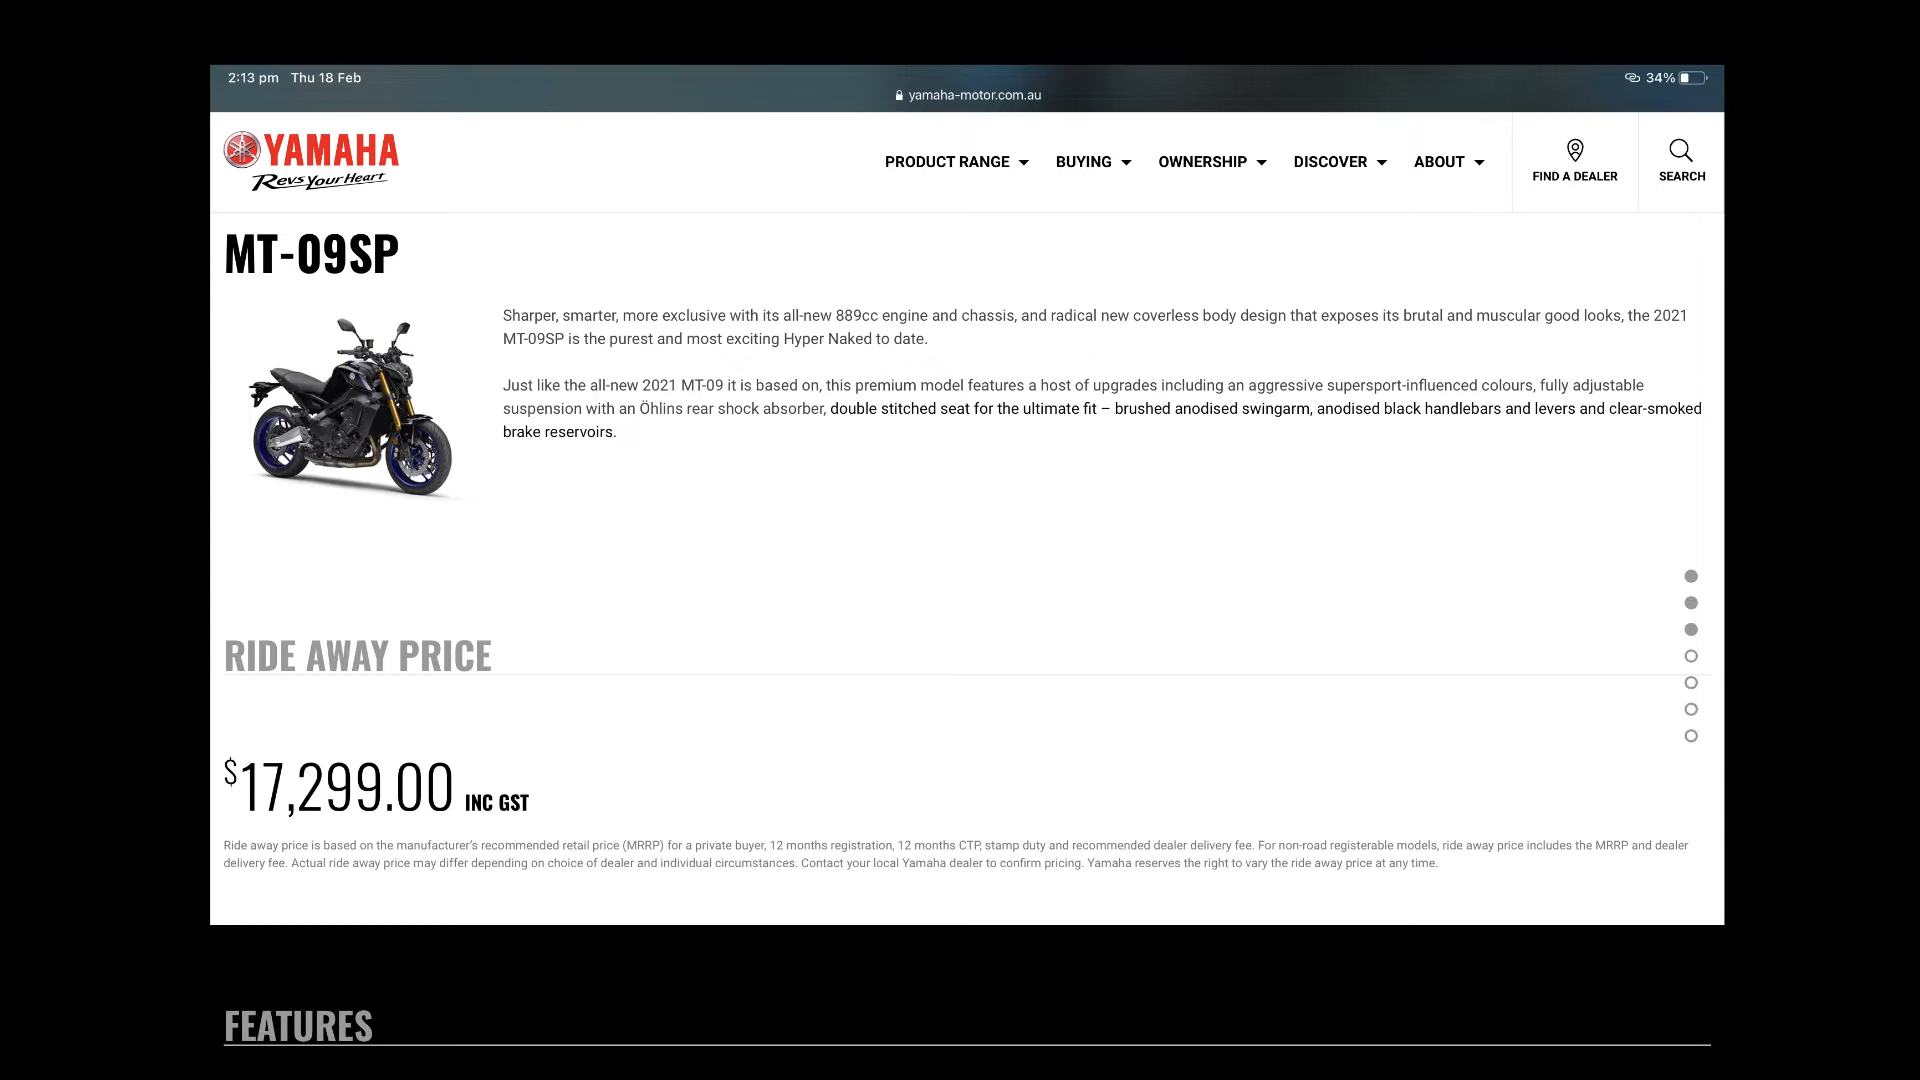 2:13 pm Thu 18 Feb
34%
yamaha-motor.com.au
YAMAHA
Revs Your Heart
PRODUCT RANGE BUYING OWNERSHIP DISCOVER ABOUT
FIND A DEALER
SEARCH
MT-09SP
Sharper, smarter, more exclusive with its all-new 889cc engine and chassis, and radical new coverless body design that exposes its brutal and muscular good looks, the 2021
MT-09SP is the purest and most exciting Hyper Naked to date.
Just like the all-new 2021 MT-09 it is based on, this premium model features a host of upgrades including an aggressive supersport-influenced colours, fully adjustable
suspension with an Öhlins rear shock absorber, double stitched seat for the ultimate fit – brushed anodised swingarm, anodised black handlebars and levers and clear-smoked
brake reservoirs.
RIDE AWAY PRICE
$17,299.00 INC GST
Ride away price is based on the manufacturer's recommended retail price (MRRP) for a private buyer, 12 months registration, 12 months CTP, stamp duty and recommended dealer delivery fee. For non-road registerable models, ride away price includes the MRRP and dealer
delivery fee. Actual ride away price may differ depending on choice of dealer and individual circumstances. Contact your local Yamaha dealer to confirm pricing. Yamaha reserves the right to vary the ride away price at any time.
FEATURES